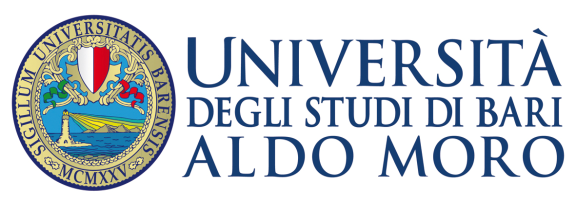 SIGILLUM UNIVERSITATIS BARENSIS
MCMXXV
UNIVERSITÀ
DEGLI STUDI DI BARI
ALDO MORO